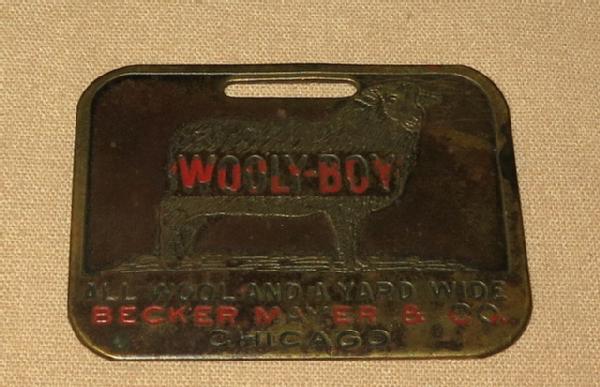 WOOLY-BOY
ALL WOOL AND A YARD WIDE
BECKER, MAYER & CO.
CHICAGO